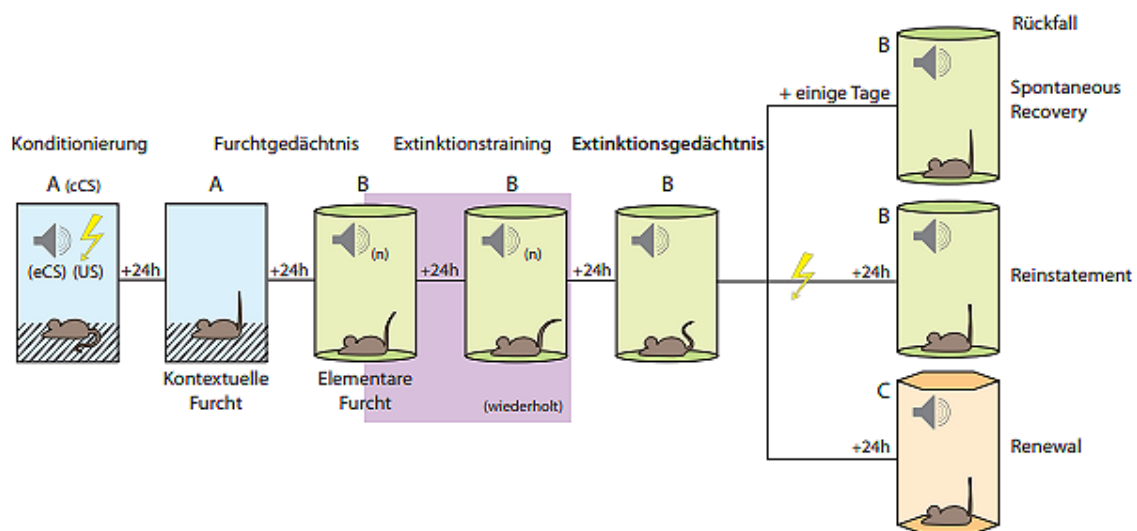 Rückfall
B
+ einige Tage
Spontaneous
Recovery
Konditionierung
Furchtgedächtnis
Extinktionstraining
Extinktionsgedächtnis
A (cCS)
A
B
B
B
(eCS) (US)
+24h
+24h
(n)
+24h
(n)
+24h
B
+24h
Reinstatement
Kontextuelle
Furcht
Elementare
Furcht
(wiederholt)
C
+24h
Renewal